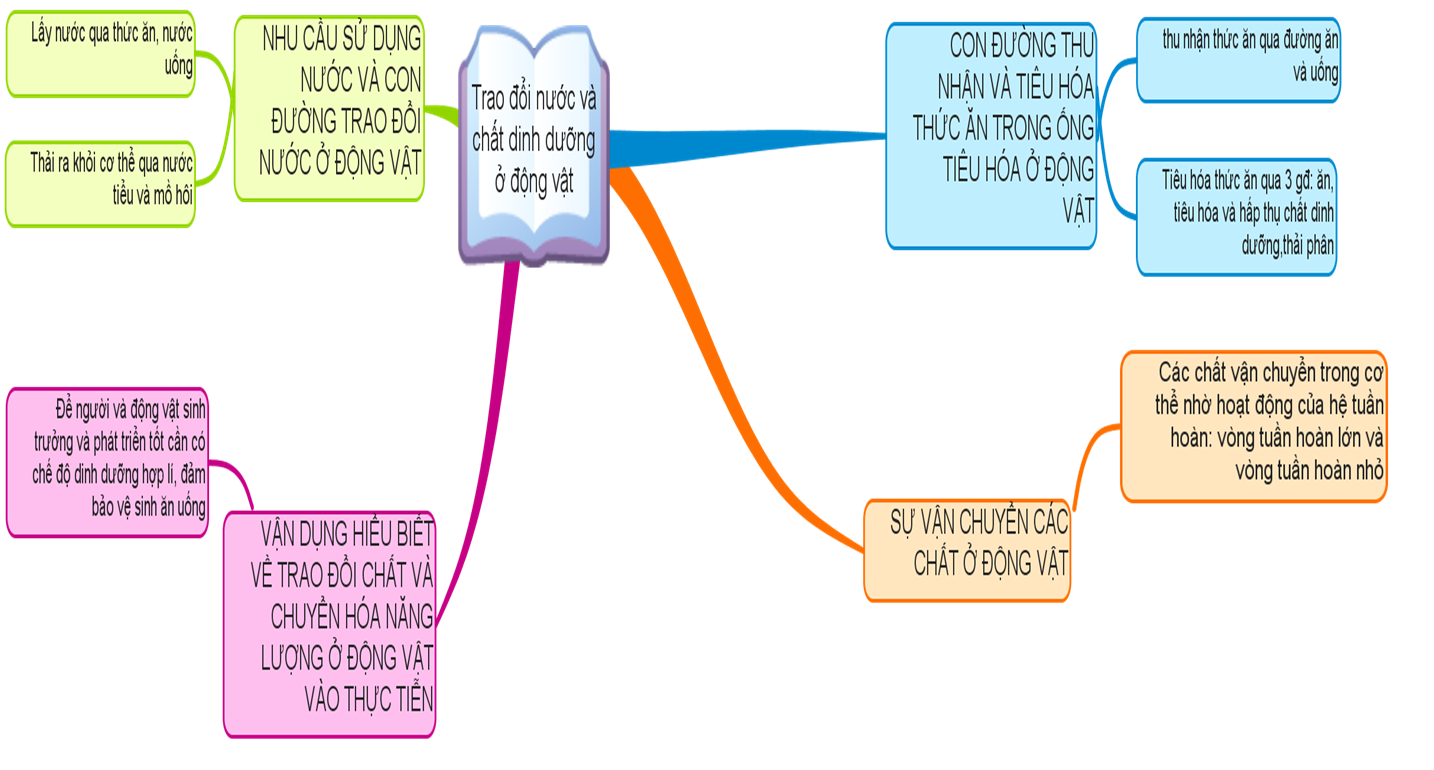 Trao đổi nước và
chất dinh dưỡng
ở động vật
NHU CẦU SỬ DỤNG
NƯỚC VÀ CON
ĐƯỜNG TRAO ĐỔI
NƯỚC Ở ĐỘNG VẬT
Lấy nước qua thức ăn, nước
uống
Thải ra khỏi cơ thể qua nước
tiểu và mồ hôi
CON ĐƯỜNG THU
NHẬN VÀ TIÊU HÓA
THỨC ĂN TRONG ỐNG
TIÊU HÓA Ở ĐỘNG
VẬT
thu nhận thức ăn qua đường ăn
và uống
Tiêu hóa thức ăn qua 3 gđ: ăn,
tiêu hóa và hấp thụ chất dinh
dưỡng,thải phân
SỰ VẬN CHUYỂN CÁC
CHẤT Ở ĐỘNG VẬT
Các chất vận chuyển trong cơ
thể nhờ hoạt động của hệ tuần
hoàn: vòng tuần hoàn lớn và
vòng tuần hoàn nhỏ
VẬN DỤNG HIỂU BIẾT
VỀ TRAO ĐỔI CHẤT VÀ
CHUYỂN HÓA NĂNG
LƯỢNG Ở ĐỘNG VẬT
VÀO THỰC TIỄN
Để người và động vật sinh
trưởng và phát triển tốt cần có
chế độ dinh dưỡng hợp lí, đảm
bảo vệ sinh ăn uống